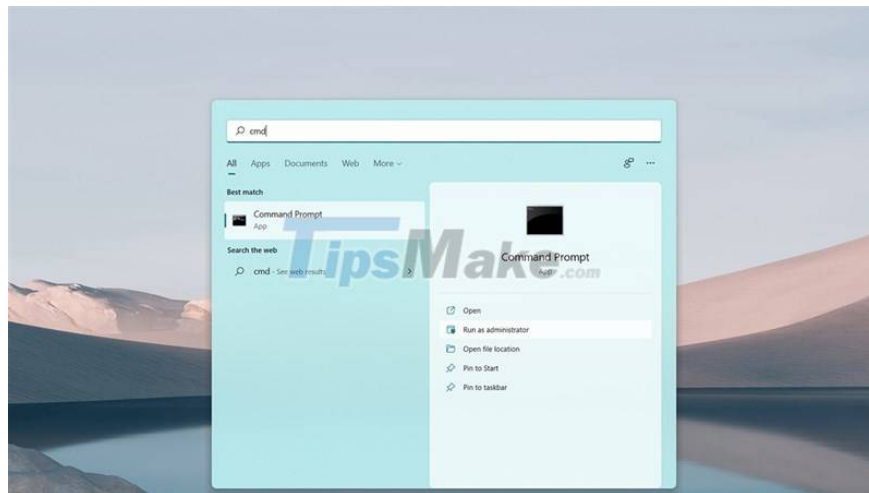 cmd
All Apps Documents Web More
Best match
Command Prompt
App
Search the web
cmd - See web results
TipsMake.com
Command Prompt
App
Open
Run as administrator
Open file location
Pin to Start
Pin to taskbar